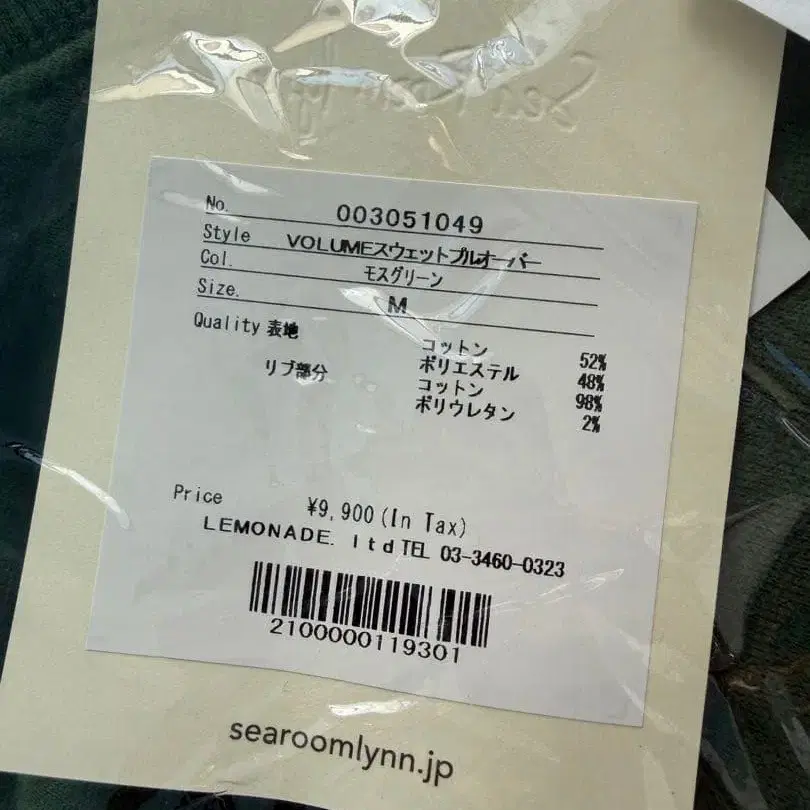 No. 003051049
Style VOLUMEスウェットプルオーバー
Col. モスグリーン
Size. M
Quality 表地 コットン 52%
ポリエステル 48%
リブ部分 コットン 98%
ポリウレタン 2%
Price ¥9,900(In Tax)
LEMONADE. ltd TEL 03-3460-0323
2100000119301
searoomlynn.jp